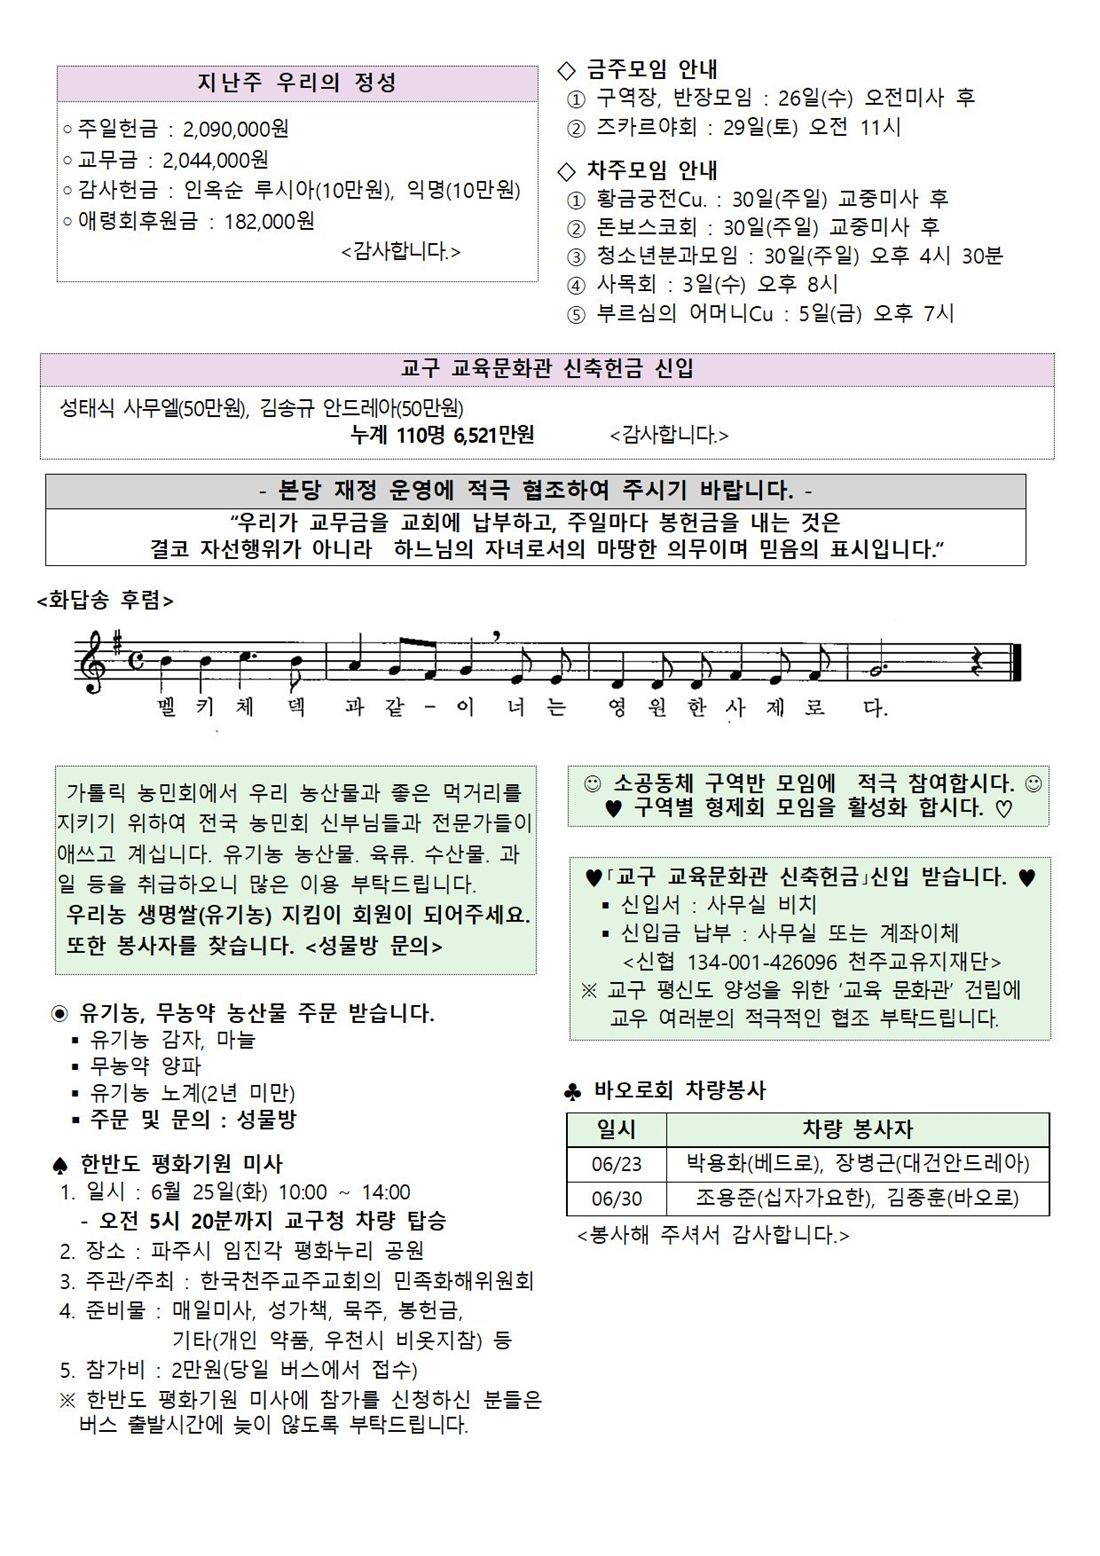 지난주 우리의 정성
○ 주일헌금 : 2,090,000원
○ 교무금 : 2,044,000원
○ 감사헌금 : 인옥순 루시아(10만원), 익명(10만원)
○ 애령회후원금 : 182,000원
<감사합니다.>
◇ 금주모임 안내
① 구역장, 반장모임 : 26일(수) 오전미사 후
② 즈카르야회 : 29일(토) 오전 11시
◇ 차주모임 안내
① 황금궁전Cu. : 30일(주일) 교중미사 후
② 돈보스코회 : 30일(주일) 교중미사 후
③ 청소년분과모임 : 30일(주일) 오후 4시 30분
④ 사목회 : 3일(수) 오후 8시
⑤ 부르심의 어머니Cu : 5일(금) 오후 7시
교구 교육문화관 신축헌금 신입
성태식 사무엘(50만원), 김송규 안드레아(50만원)
누계 110명 6,521만원 <감사합니다.>
- 본당 재정 운영에 적극 협조하여 주시기 바랍니다. -
“우리가 교무금을 교회에 납부하고, 주일마다 봉헌금을 내는 것은
결코 자선행위가 아니라 하느님의 자녀로서의 마땅한 의무이며 믿음의 표시입니다.“
<화답송 후렴>
멜 키 체 덱 과 같 - 이 너 는 영 원 한 사 제 로 다.
가톨릭 농민회에서 우리 농산물과 좋은 먹거리를
지키기 위하여 전국 농민회 신부님들과 전문가들이
애쓰고 계십니다. 유기농 농산물. 육류. 수산물. 과
일 등을 취급하오니 많은 이용 부탁드립니다.
우리농 생명쌀(유기농) 지킴이 회원이 되어주세요.
또한 봉사자를 찾습니다. <성물방 문의>
◉ 유기농, 무농약 농산물 주문 받습니다.
▪ 유기농 감자, 마늘
▪ 무농약 양파
▪ 유기농 노계(2년 미만)
▪ 주문 및 문의 : 성물방
♠ 한반도 평화기원 미사
1. 일시 : 6월 25일(화) 10:00 ~ 14:00
- 오전 5시 20분까지 교구청 차량 탑승
2. 장소 : 파주시 임진각 평화누리 공원
3. 주관/주최 : 한국천주교주교회의 민족화해위원회
4. 준비물 : 매일미사, 성가책, 묵주, 봉헌금,
기타(개인 약품, 우천시 비옷지참) 등
5. 참가비 : 2만원(당일 버스에서 접수)
※ 한반도 평화기원 미사에 참가를 신청하신 분들은
버스 출발시간에 늦이 않도록 부탁드립니다.
☺ 소공동체 구역반 모임에 적극 참여합시다. ☺
♥ 구역별 형제회 모임을 활성화 합시다. ♡
♥「교구 교육문화관 신축헌금」신입 받습니다. ♥
▪ 신입서 : 사무실 비치
▪ 신입금 납부 : 사무실 또는 계좌이체
<신협 134-001-426096 천주교유지재단>
※ 교구 평신도 양성을 위한 ‘교육 문화관’ 건립에
교우 여러분의 적극적인 협조 부탁드립니다.
♣ 바오로회 차량봉사
일시 차량 봉사자
06/23 박용화(베드로), 장병근(대건안드레아)
06/30 조용준(십자가요한), 김종훈(바오로)
<봉사해 주셔서 감사합니다.>